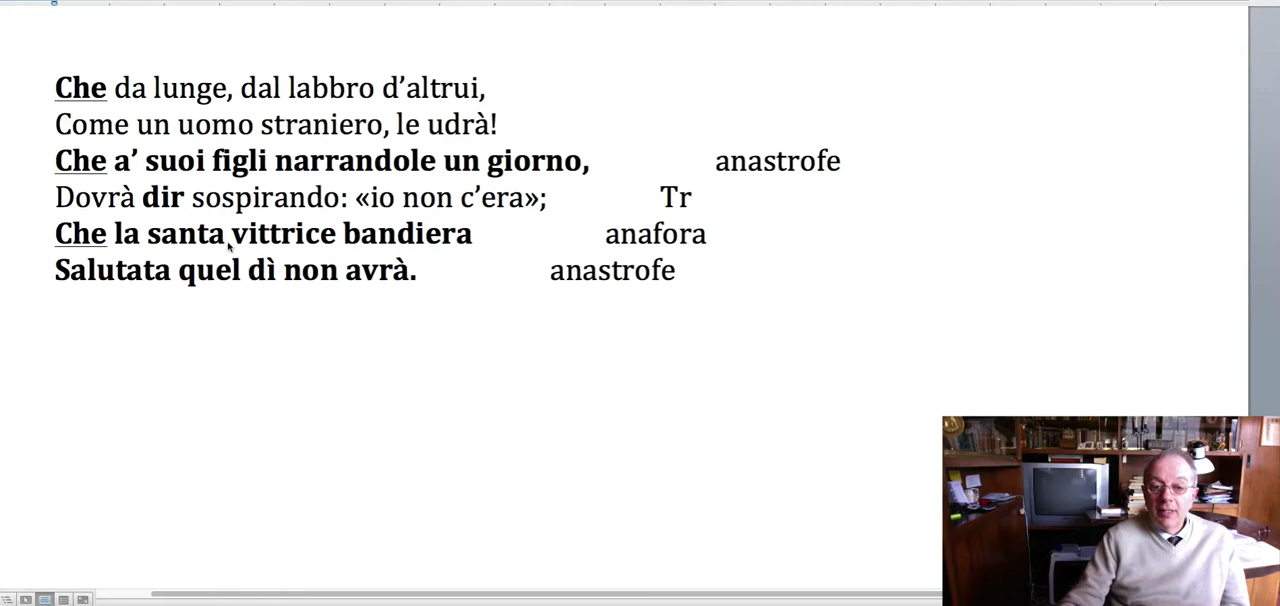 Che da lunge, dal labbro d’altrui,
Come un uomo straniero, le udrà!
Che a’ suoi figli narrandole un giorno, anastrofe
Dovrà dir sospirando: «io non c’era»; Tr
Che la santa vittrice bandiera anafora
Salutata quel dì non avrà. anastrofe